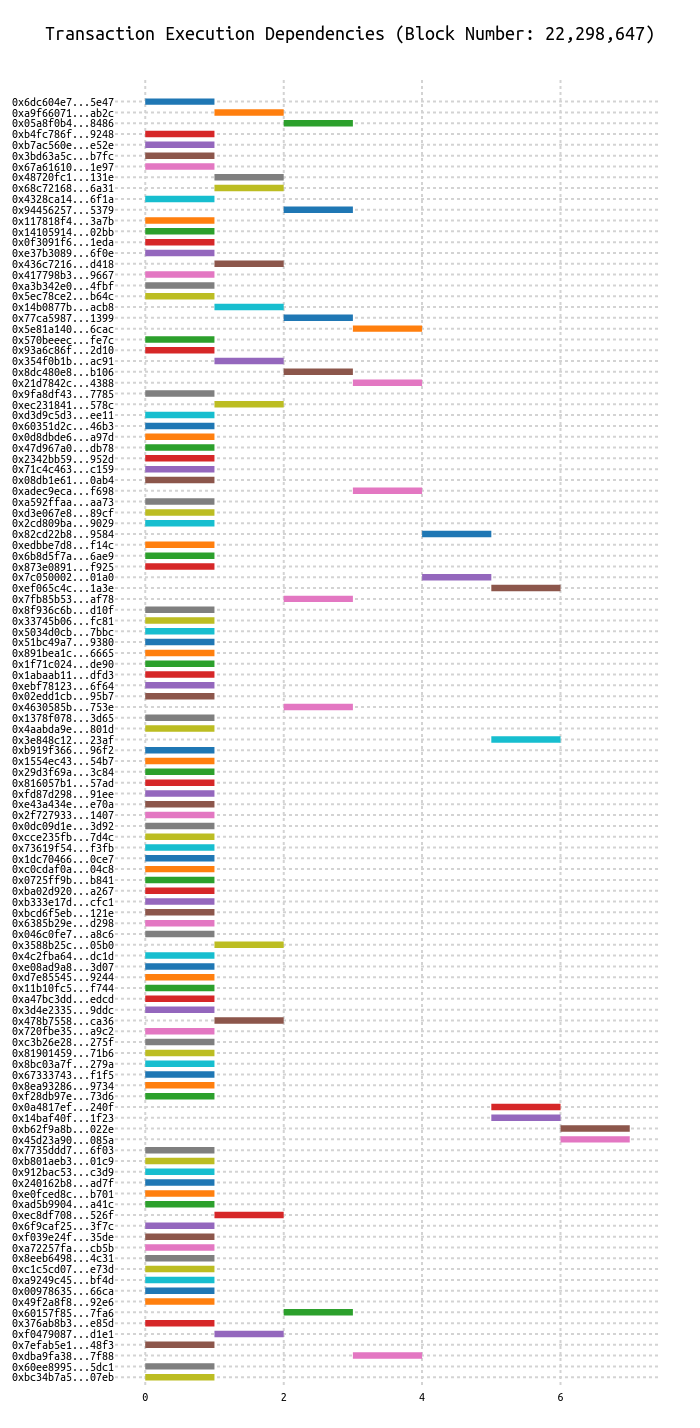 Transaction Execution Dependencies (Block Number: 22,298,647)
0x6dc604e7...5e47
0xa9f66071...ab2c
0x05a8f0b4...8486
0xb4fc786f...9248
0xb7ac560e...e52e
0x3bd63a5c...b7fc
0x67a61610...1e97
0x48720fc1...131e
0x68c72168...6a31
0x4328ca14...6f1a
0x94456257...5379
0x117818f4...3a7b
0x14105914...02bb
0x0f3091f6...1eda
0xe37b3089...6f0e
0x436c7216...d418
0x417798b3...9667
0xa3b342e0...4fbf
0x5ec78ce2...b64c
0x14b0877b...acb8
0x77ca5987...1399
0x5e81a140...6cac
0x570beeec...fe7c
0x93a6c86f...2d10
0x354f0b1b...ac91
0x8dc480e8...b106
0x21d7842c...4388
0x9fa8df43...7785
0xec231841...578c
0xd3d9c5d3...ee11
0x60351d2c...46b3
0x0d8dbde6...a97d
0x47d967a0...db78
0x2342bb59...952d
0x71c4c463...c159
0x08db1e61...0ab4
0xadec9eca...f698
0xa592ffaa...aa73
0xd3e067e8...89cf
0x2cd809ba...9029
0x82cd22b8...9584
0xedbbe7d8...f14c
0x6b8d5f7a...6ae9
0x873e0891...f925
0x7c050002...01a0
0xef065c4c...1a3e
0x7fb85b53...af78
0x8f936c6b...d10f
0x33745b06...fc81
0x5034d0cb...7bbc
0x51bc49a7...9380
0x891bea1c...6665
0x1f71c024...de90
0x1abaab11...dfd3
0xebf78123...6f64
0x02edd1cb...95b7
0x4630585b...753e
0x1378f078...3d65
0x4aabda9e...801d
0x3e848c12...23af
0xb919f366...96f2
0x1554ec43...54b7
0x29d3f69a...3c84
0x816057b1...57ad
0xfd87d298...91ee
0xe43a434e...e70a
0x2f727933...1407
0x0dc09d1e...3d92
0xcce235fb...7d4c
0x73619f54...f3fb
0x1dc70466...0ce7
0xc0cdaf0a...04c8
0x0725ff9b...b841
0xba02d920...a267
0xb333e17d...cfc1
0xbcd6f5eb...121e
0x6385b29e...d298
0x046c0fe7...a8c6
0x3588b25c...05b0
0x4c2fba64...dc1d
0xe08ad9a8...3d07
0xd7e85545...9244
0x11b10fc5...f744
0xa47bc3dd...edcd
0x3d4e2335...9ddc
0x478b7558...ca36
0x720fbe35...a9c2
0xc3b26e28...275f
0x81901459...71b6
0x8bc03a7f...279a
0x67333743...f1f5
0x8ea93286...9734
0xf28db97e...73d6
0x0a4817ef...240f
0x14baf40f...1f23
0xb62f9a8b...022e
0x45d23a90...085a
0x7735ddd7...6f03
0xb801aeb3...01c9
0x912bac53...c3d9
0x240162b8...ad7f
0xe0fced8c...b701
0xad5b9904...a41c
0xec8df708...526f
0x6f9caf25...3f7c
0xf039e24f...35de
0xa72257fa...cb5b
0x8eeb6498...4c31
0xc1c5cd07...e73d
0xa9249c45...bf4d
0x00978635...66ca
0x49f2a8f8...92e6
0x60157f85...7fa6
0x376ab8b3...e85d
0xf0479087...d1e1
0x7efab5e1...48f3
0xdba9fa38...7f88
0x60ee8995...5dc1
0xbc34b7a5...07eb
0 2 4 6